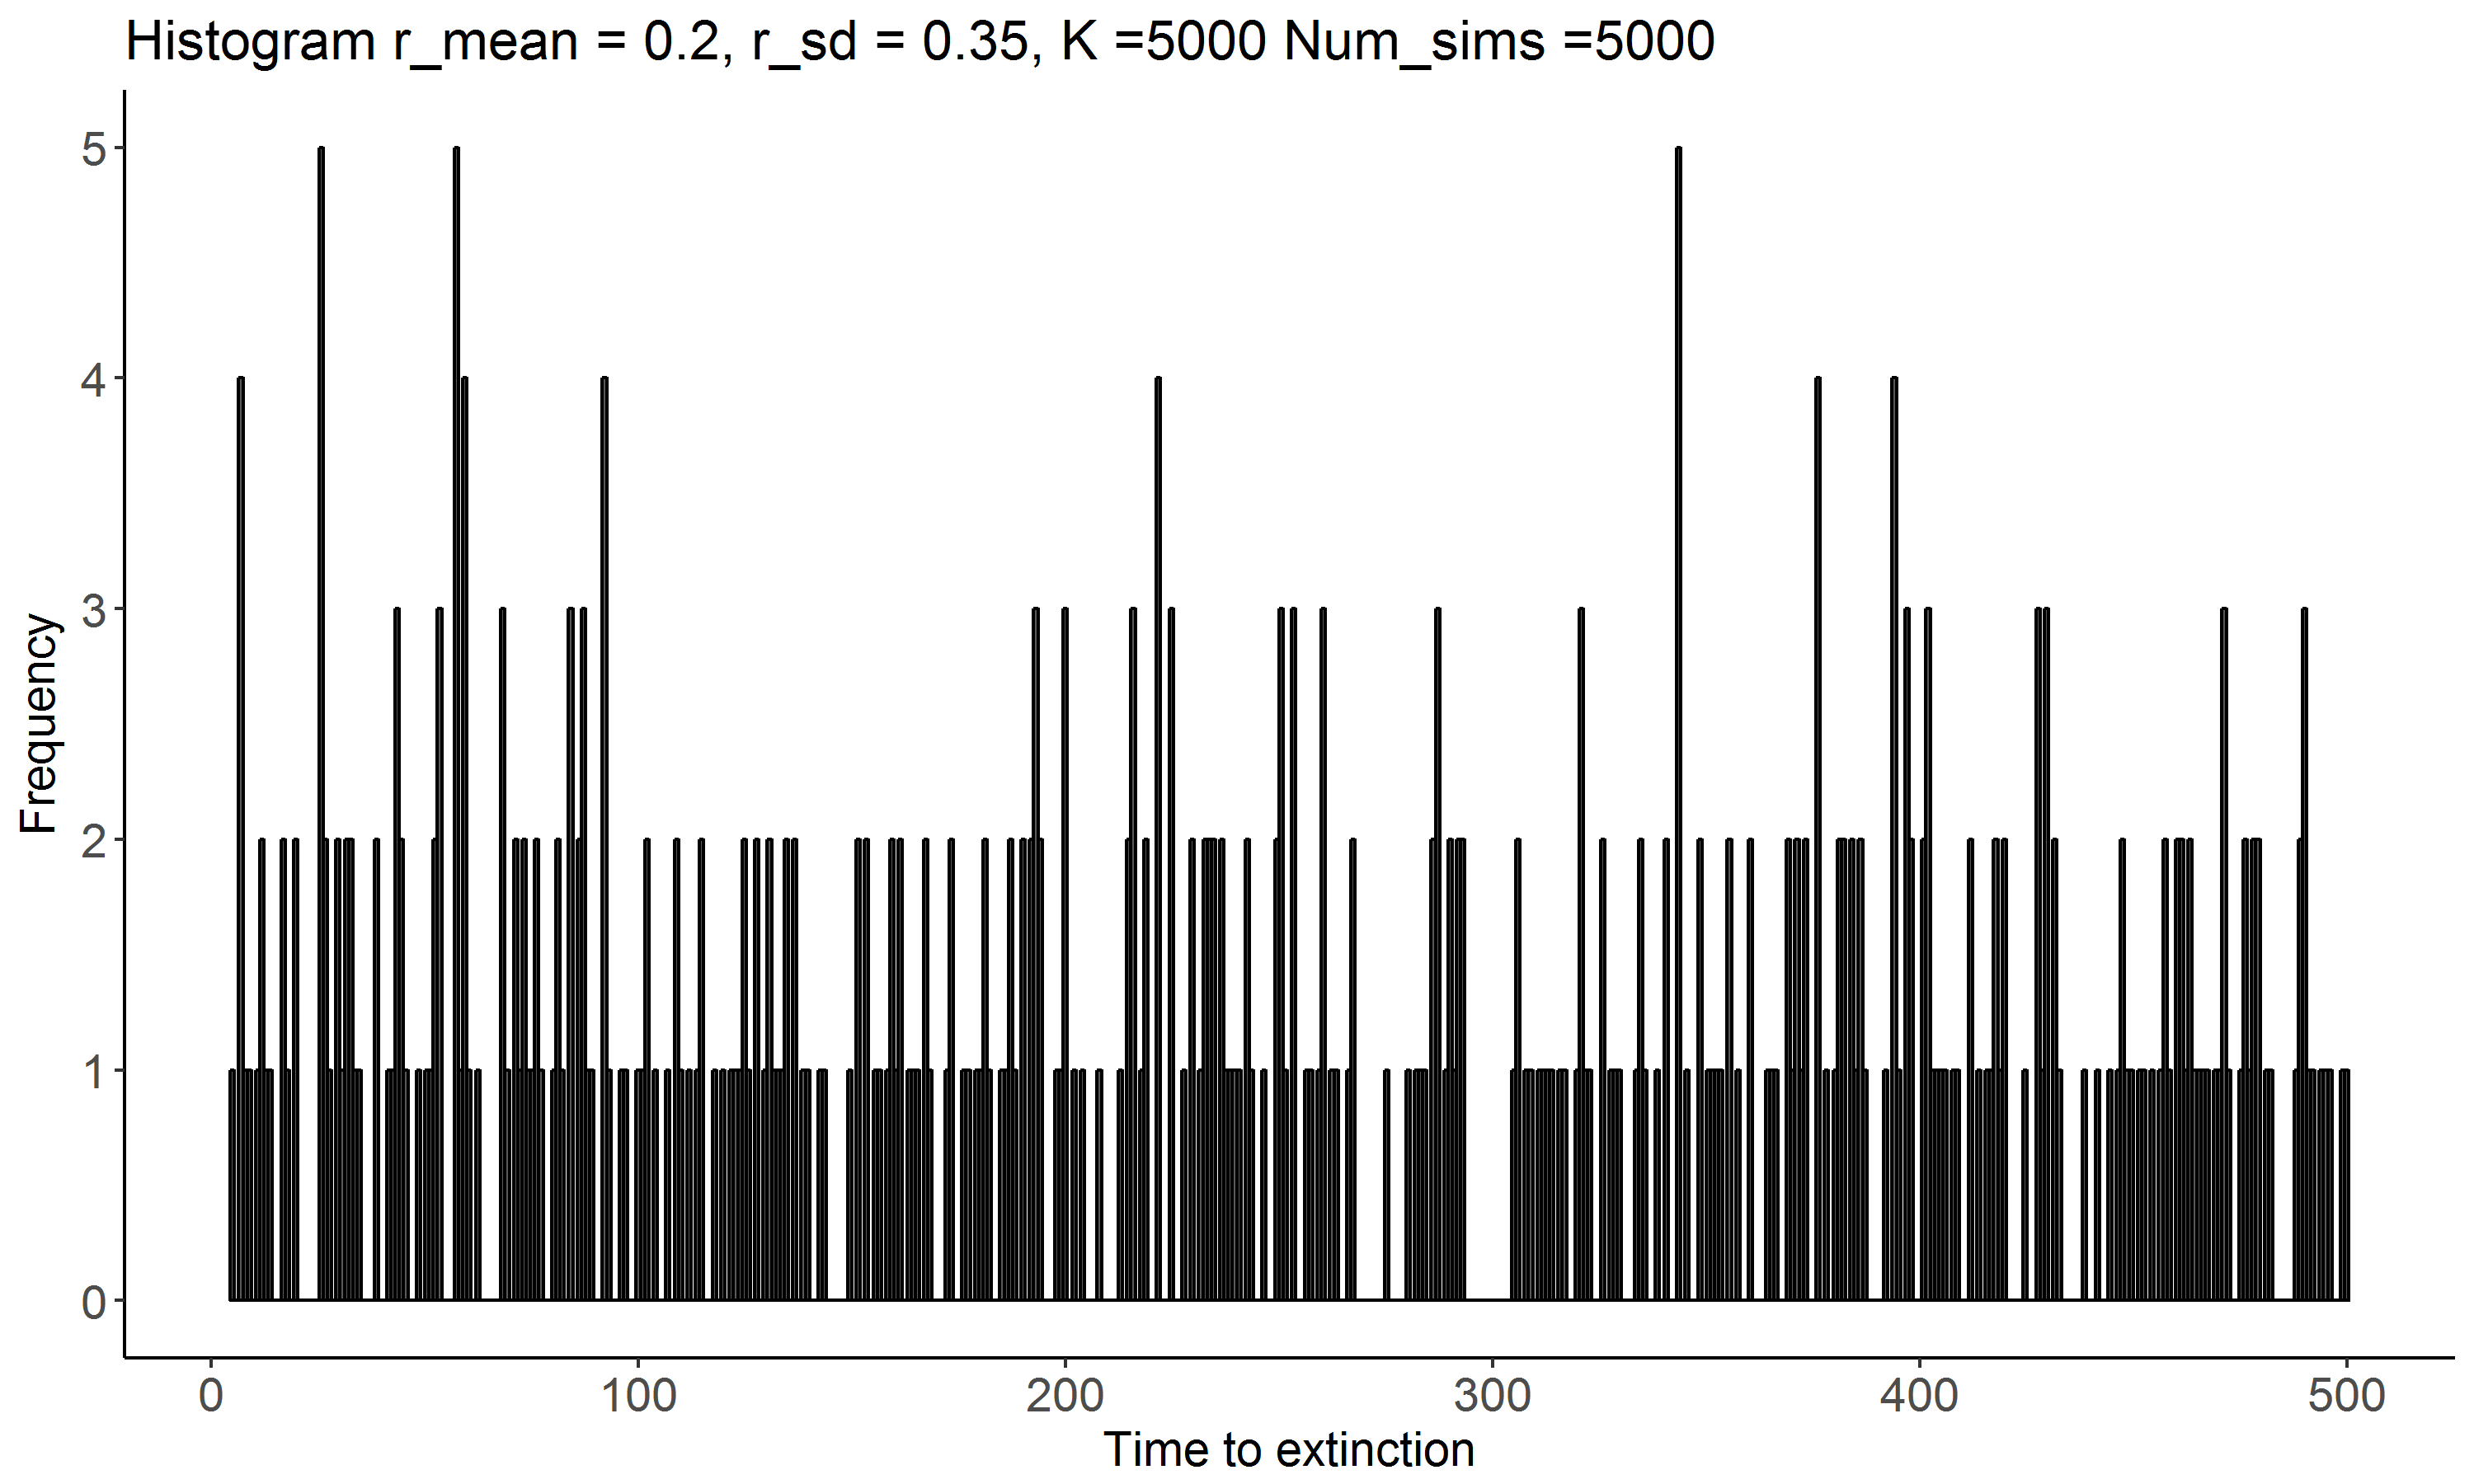 Histogram r_mean = 0.2, r_sd = 0.35, K =5000 Num_sims =5000
Frequency
5
4
3
2
1
0
0 100 200 300 400 500
Time to extinction